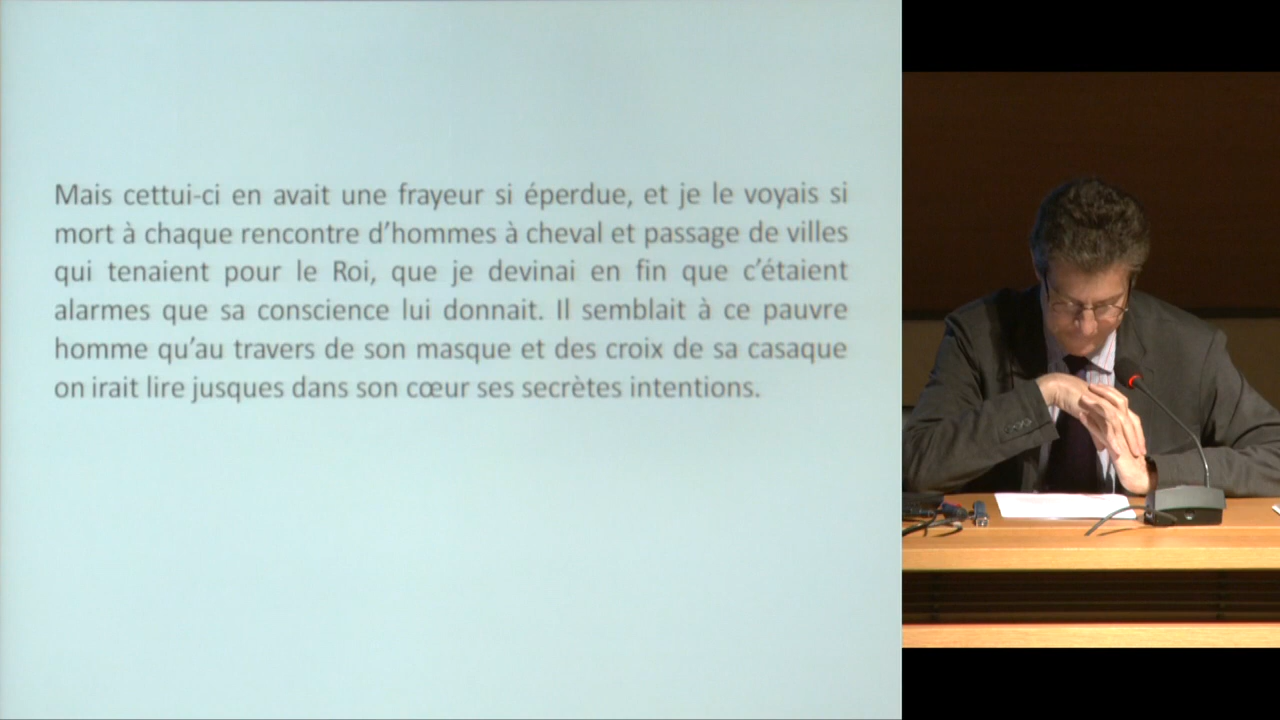 Mais cettui-ci en avait une frayeur si éperdue, et je le voyais si
mort à chaque rencontre d’hommes à cheval et passage de villes
qui tenaient pour le Roi, que je devinai en fin que c’étaient
alarmes que sa conscience lui donnait. Il semblait à ce pauvre
homme qu’au travers de son masque et des croix de sa casaque
on irait lire jusques dans son cœur ses secrètes intentions.